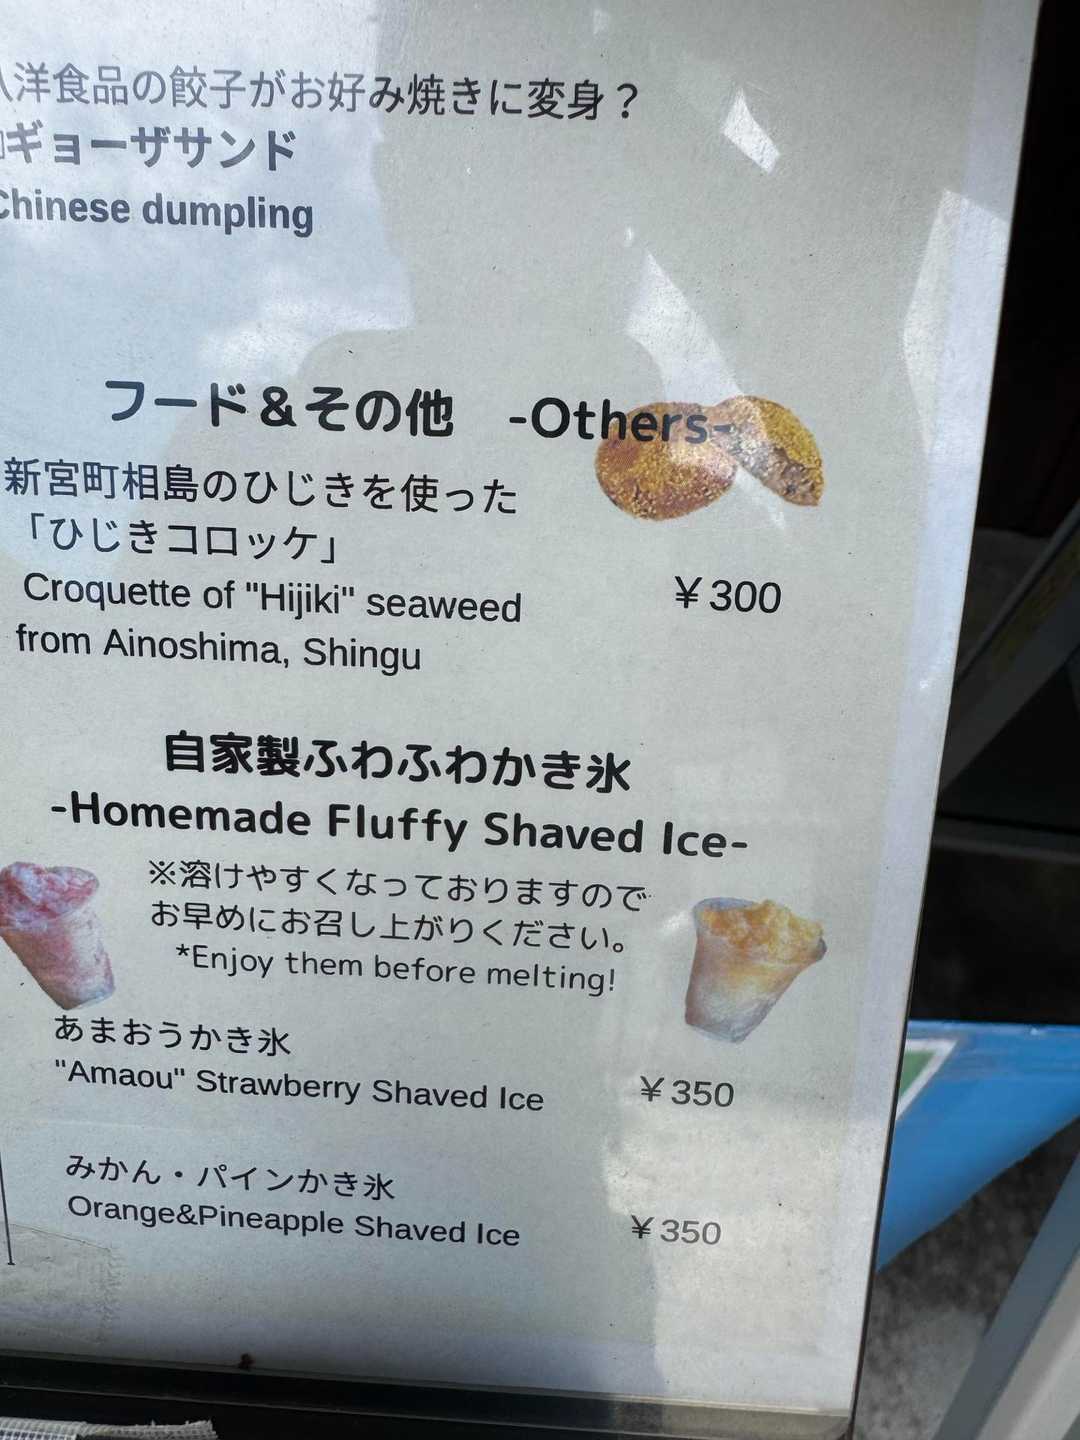 洋食品の餃子がお好み焼きに変身？
ギョーザサンド
Chinese dumpling
フード＆その他 -Others-
新宮町相島のひじきを使った
「ひじきコロッケ」
Croquette of "Hijiki" seaweed
￥300
from Ainoshima, Shingu
自家製ふわふわかき氷
-Homemade Fluffy Shaved Ice-
※溶けやすくなっておりますので
お早めにお召し上がりください。
*Enjoy them before melting!
あまおうかき氷
"Amaou" Strawberry Shaved Ice ￥350
みかん・パインかき氷
Orange&Pineapple Shaved Ice ￥350